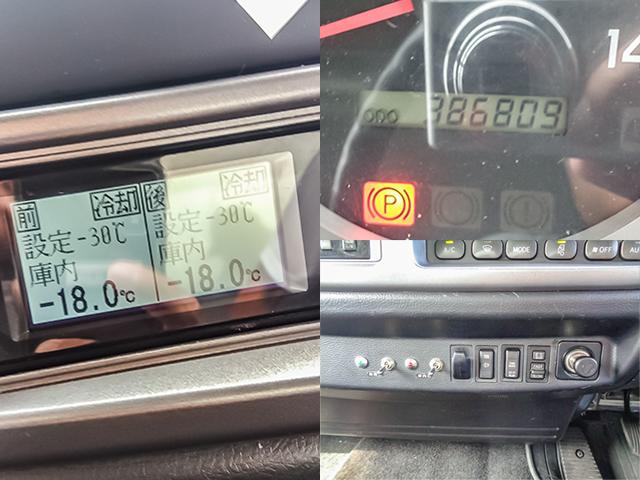 前 冷却 後 冷却
設定-30℃ 設定-30℃
庫内 庫内
-18.0℃ -18.0℃
14
ODO 386809
P
A/C MODE OFF AU